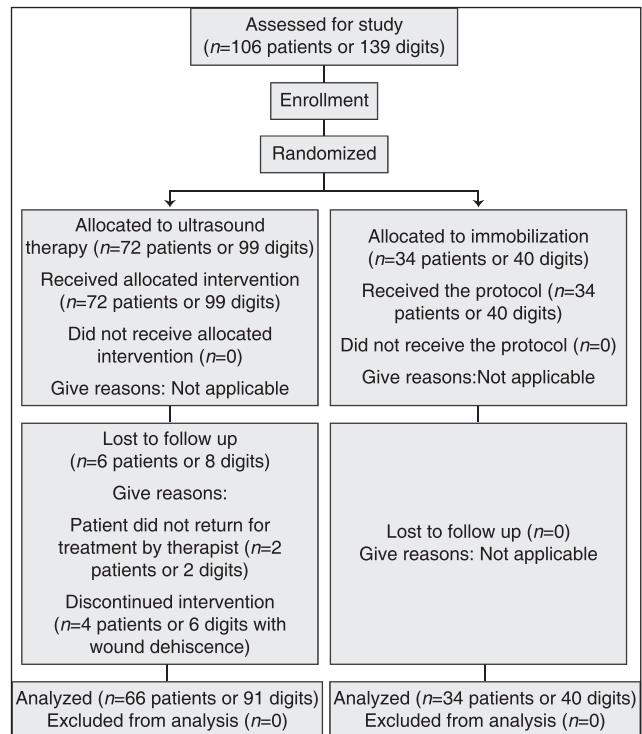 Assessed for study
(n=106 patients or 139 digits)
Enrollment
Randomized
Allocated to ultrasound
therapy (n=72 patients or 99 digits)
Received allocated intervention
(n=72 patients or 99 digits)
Did not receive allocated
intervention (n=0)
Give reasons: Not applicable
Allocated to immobilization
(n=34 patients or 40 digits)
Received the protocol (n=34
patients or 40 digits)
Did not receive the protocol (n=0)
Give reasons:Not applicable
Lost to follow up
(n=6 patients or 8 digits)
Give reasons:
Patient did not return for
treatment by therapist (n=2
patients or 2 digits)
Discontinued intervention
(n=4 patients or 6 digits with
wound dehiscence)
Lost to follow up (n=0)
Give reasons: Not applicable
Analyzed (n=66 patients or 91 digits)
Excluded from analysis (n=0)
Analyzed (n=34 patients or 40 digits)
Excluded from analysis (n=0)